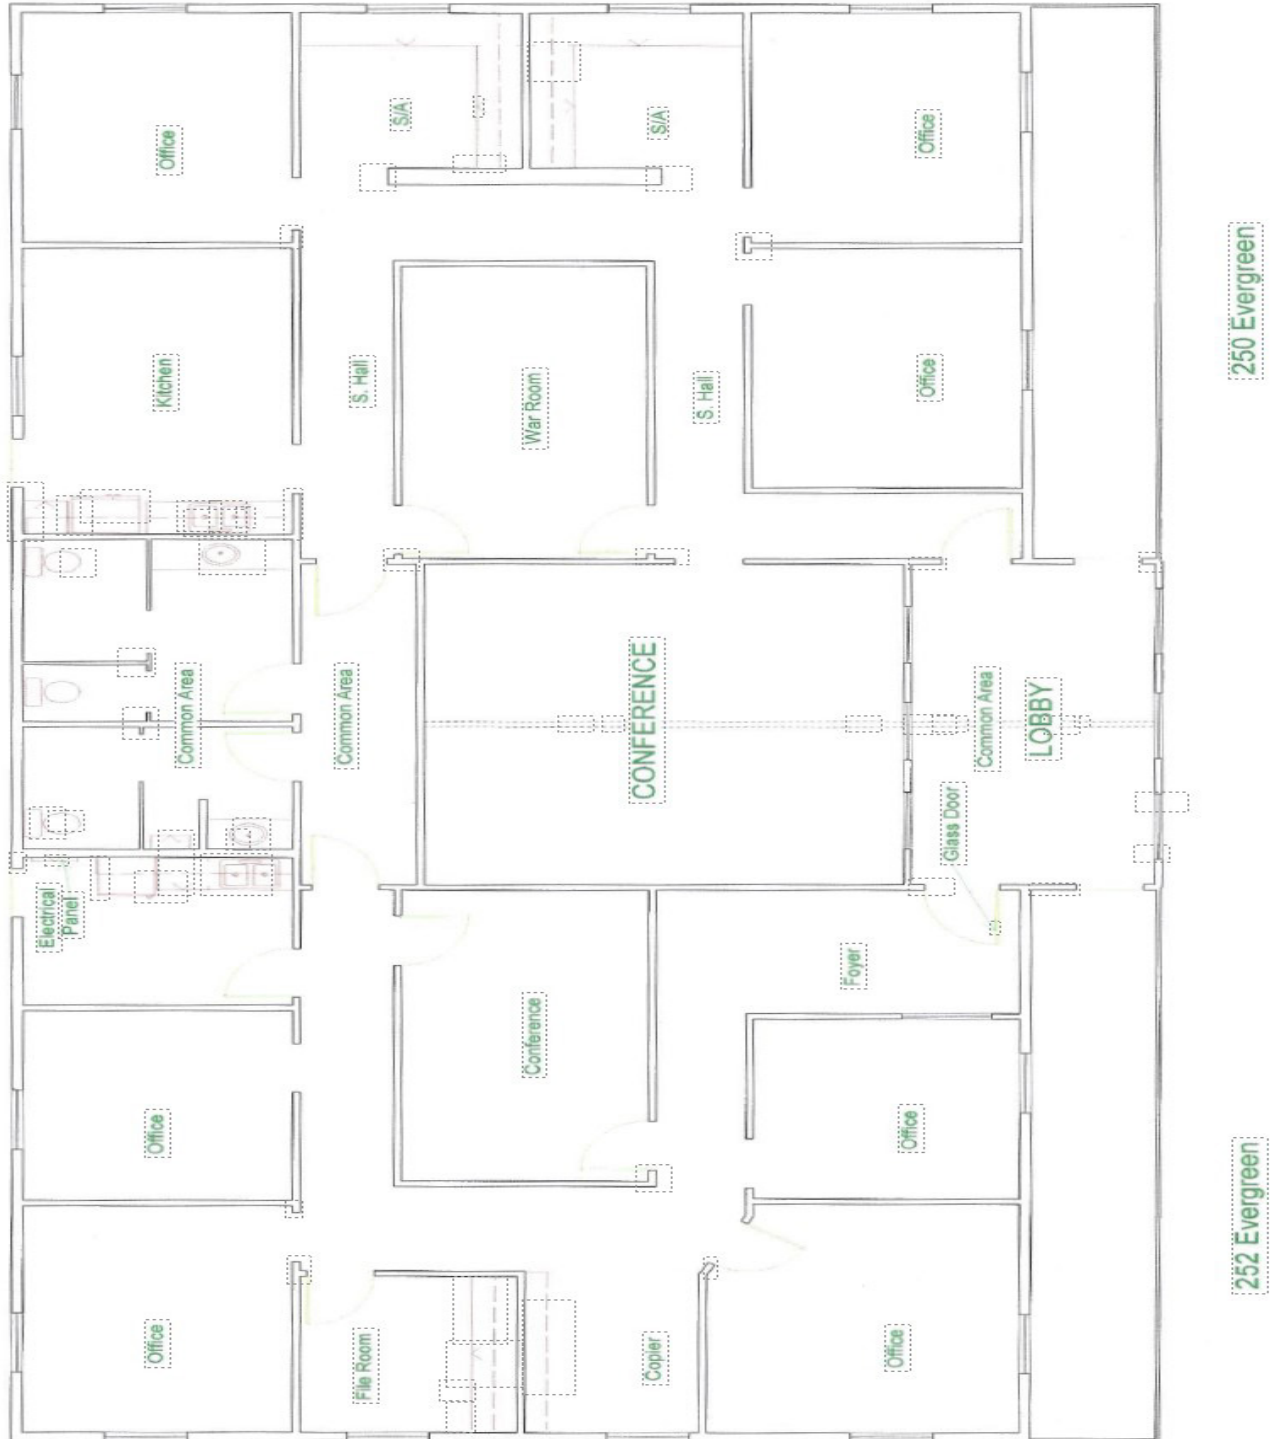 Office
S/A
S/A
Office
250 Evergreen
Kitchen
S. Hall
War Room
S. Hall
Office
Common Area
Common Area
CONFERENCE
Common Area
LOBBY
Glass Door
Electrical
Panel
Conference
Foyer
Office
Office
252 Evergreen
Office
File Room
Copier
Office